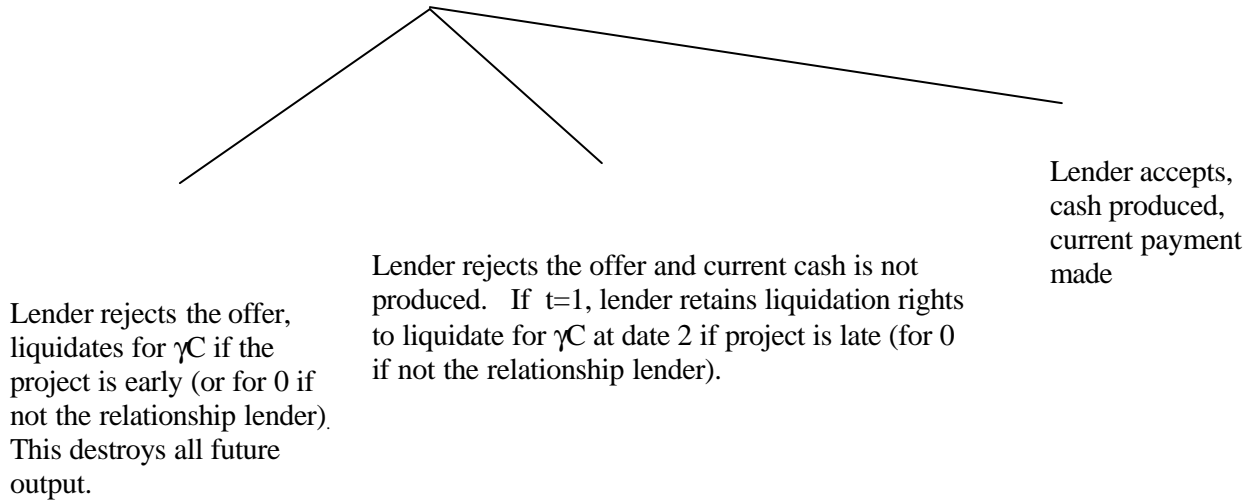 Lender accepts,
cash produced,
current payment
made
Lender rejects the offer and current cash is not
produced. If t=1, lender retains liquidation rights
to liquidate for γC at date 2 if project is late (for 0
if not the relationship lender).
Lender rejects the offer,
liquidates for γC if the
project is early (or for 0 if
not the relationship lender).
This destroys all future
output.